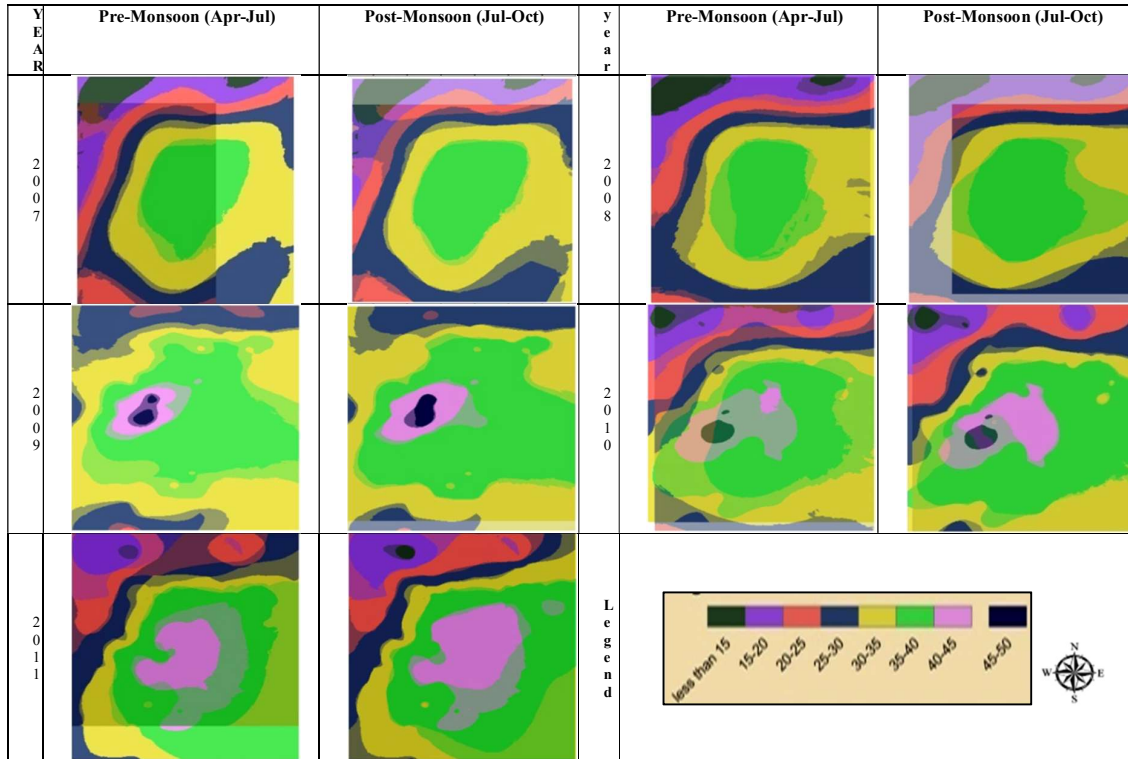 YEAR Pre-Monsoon (Apr-Jul) Post-Monsoon (Jul-Oct) year Pre-Monsoon (Apr-Jul) Post-Monsoon (Jul-Oct)
2007
2008
2009
2010
2011
Legend
less than 15 15-20 20-25 25-30 30-35 35-40 40-45 45-50
N
W E
S